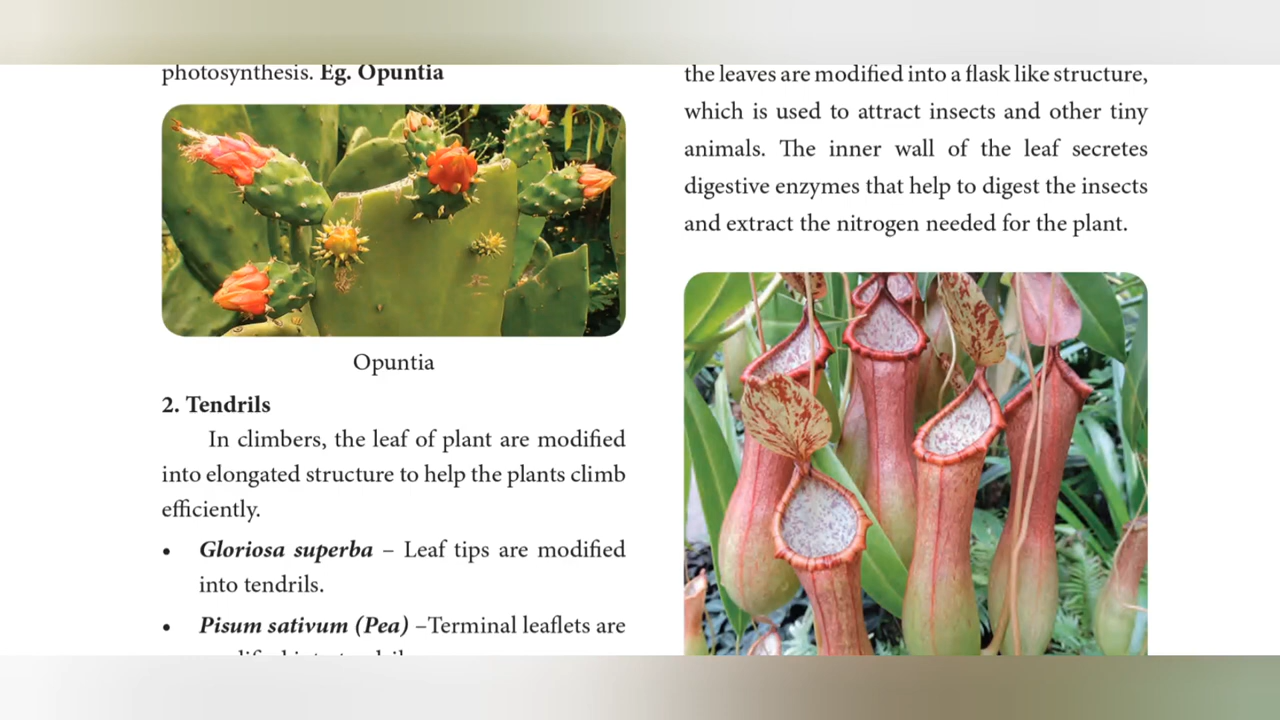 photosynthesis. Eg. Opuntia
Opuntia
2. Tendrils
In climbers, the leaf of plant are modified
into elongated structure to help the plants climb
efficiently.
• Gloriosa superba – Leaf tips are modified
into tendrils.
• Pisum sativum (Pea) –Terminal leaflets are
the leaves are modified into a flask like structure,
which is used to attract insects and other tiny
animals. The inner wall of the leaf secretes
digestive enzymes that help to digest the insects
and extract the nitrogen needed for the plant.